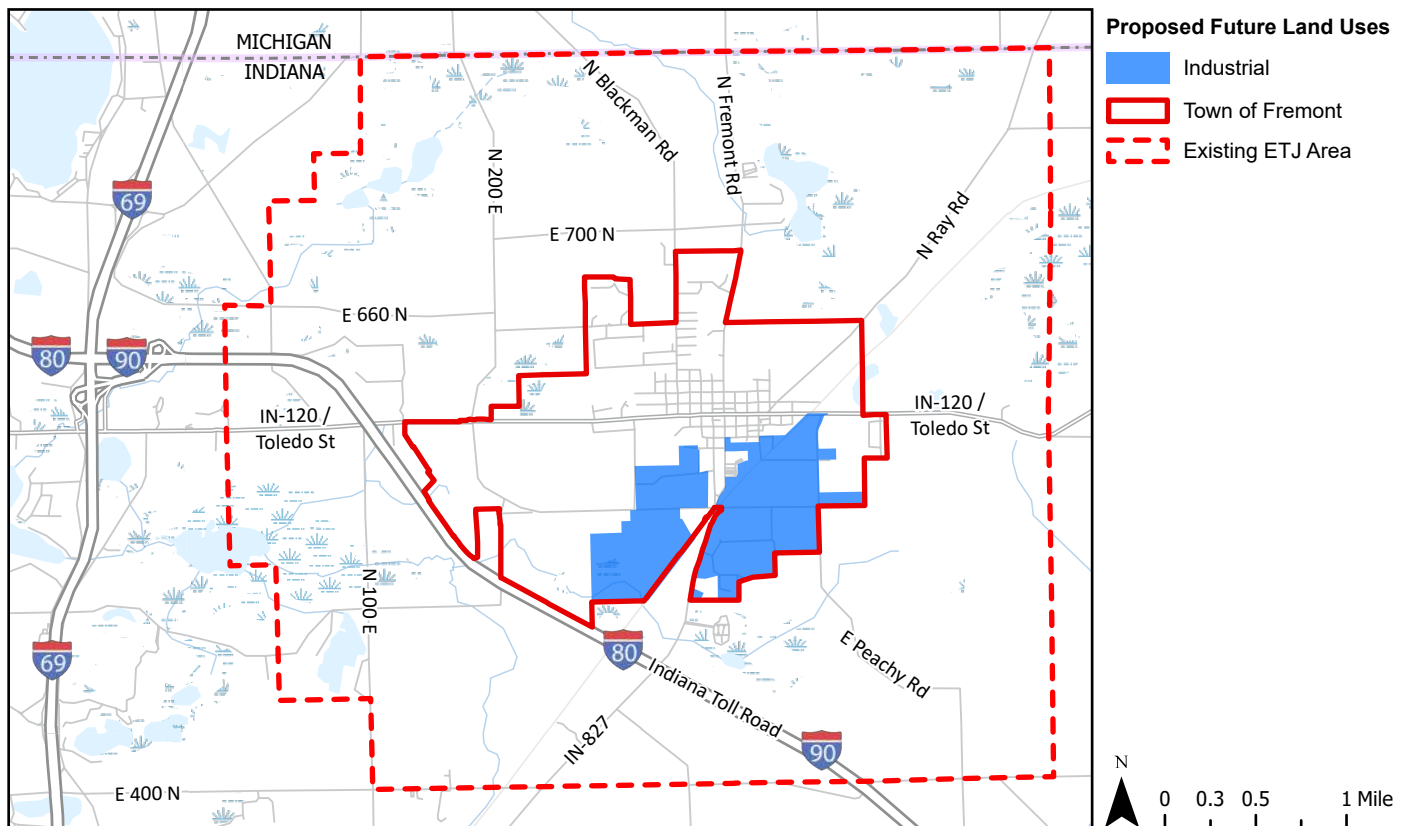 MICHIGAN
INDIANA
N Blackman Rd
N Fremont Rd
N 200 E
69
N Ray Rd
E 700 N
E 660 N
80
90
IN-120 /
Toledo St
IN-120 /
Toledo St
N 100 E
69
80
Indiana Toll Road
E Peachy Rd
IN-827
90
E 400 N
Proposed Future Land Uses
Industrial
Town of Fremont
Existing ETJ Area
N
0 0.3 0.5 1 Mile